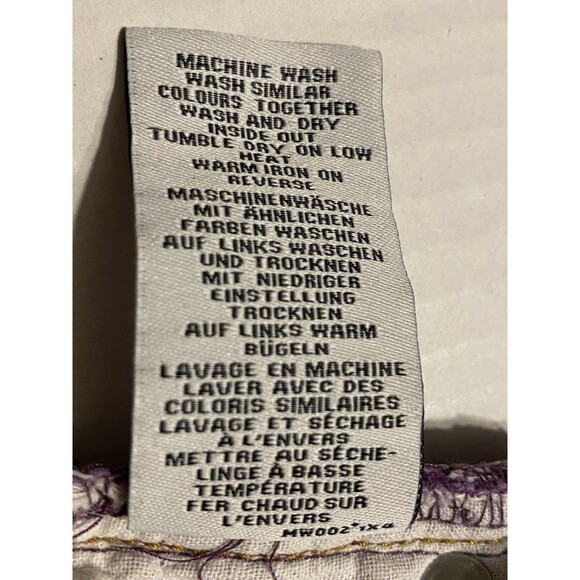 MACHINE WASH
WASH SIMILAR
COLOURS TOGETHER
WASH AND DRY
INSIDE OUT
TUMBLE DRY ON LOW
HEAT
WARM IRON ON
REVERSE
MASCHINENWÄSCHE
MIT ÄHNLICHEN
FARBEN WASCHEN
AUF LINKS WASCHEN
UND TROCKNEN
MIT NIEDRIGER
EINSTELLUNG
TROCKNEN
AUF LINKS WARM
BÜGELN
LAVAGE EN MACHINE
LAVER AVEC DES
COLORIS SIMILAIRES
LAVAGE ET SÉCHAGE
À L'ENVERS
METTRE AU SÈCHE-
LINGE À BASSE
TEMPÉRATURE
FER CHAUD SUR
L'ENVERS